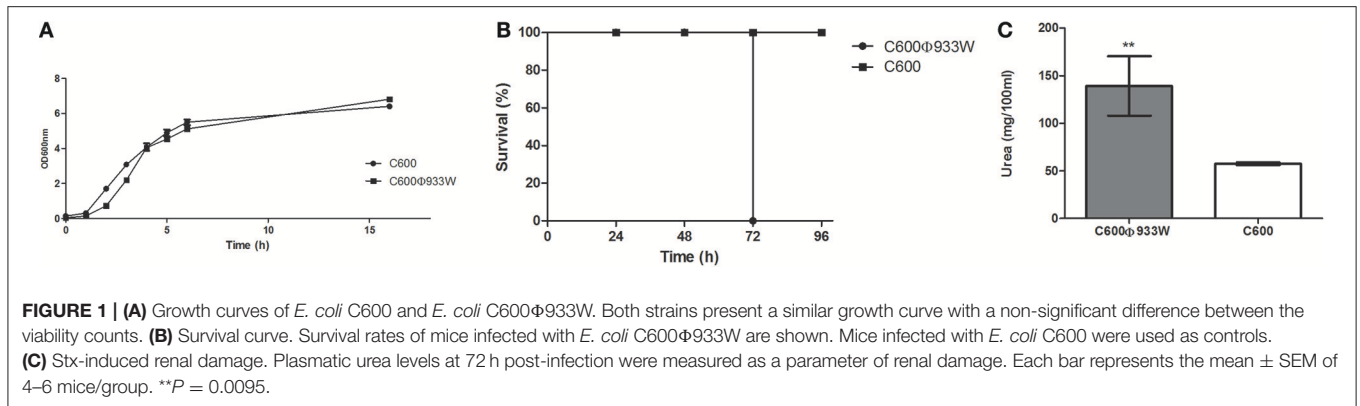 A
8
6
4
2
0
OD600nm
0
5
10
15
Time (h)
C600
C600Φ933W
B
100
80
60
40
20
0
Survival (%)
0
24
48
72
96
Time (h)
C600Φ933W
C600
C
200
150
100
50
0
Urea (mg/100ml)
**
C600Φ933W
C600
FIGURE 1 | (A) Growth curves of E. coli C600 and E. coli C600Φ933W. Both strains present a similar growth curve with a non-significant difference between the
viability counts. (B) Survival curve. Survival rates of mice infected with E. coli C600Φ933W are shown. Mice infected with E. coli C600 were used as controls.
(C) Stx-induced renal damage. Plasmatic urea levels at 72 h post-infection were measured as a parameter of renal damage. Each bar represents the mean ± SEM of
4–6 mice/group. **P = 0.0095.